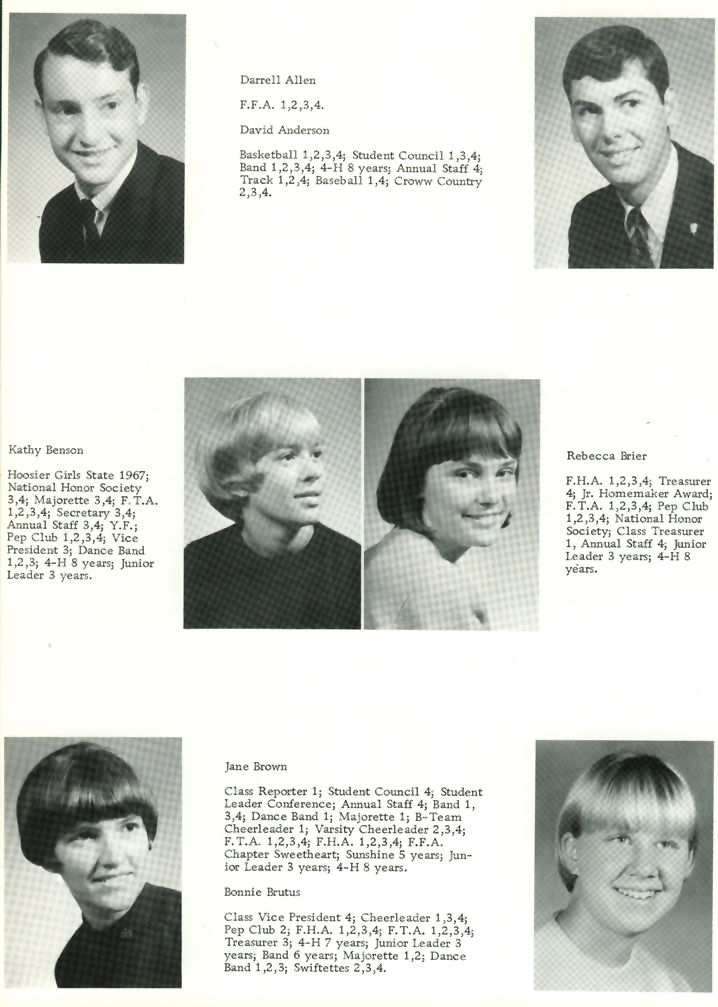 Darrell Allen
F.F.A. 1,2,3,4.
David Anderson
Basketball 1,2,3,4; Student Council 1,3,4;
Band 1,2,3,4; 4-H 8 years; Annual Staff 4;
Track 1,2,4; Baseball 1,4; Croww Country
2,3,4.
Kathy Benson
Hoosier Girls State 1967;
National Honor Society
3,4; Majorette 3,4; F.T.A.
1,2,3,4; Secretary 3,4;
Annual Staff 3,4; Y.F.;
Pep Club 1,2,3,4; Vice
President 3; Dance Band
1,2,3; 4-H 8 years; Junior
Leader 3 years.
Rebecca Brier
F.H.A. 1,2,3,4; Treasurer
4; Jr. Homemaker Award;
F.T.A. 1,2,3,4; Pep Club
1,2,3,4; National Honor
Society; Class Treasurer
1, Annual Staff 4; Junior
Leader 3 years; 4-H 8
years.
Jane Brown
Class Reporter 1; Student Council 4; Student
Leader Conference; Annual Staff 4; Band 1,
3,4; Dance Band 1; Majorette 1; B-Team
Cheerleader 1; Varsity Cheerleader 2,3,4;
F.T.A. 1,2,3,4; F.H.A. 1,2,3,4; F.F.A.
Chapter Sweetheart; Sunshine 5 years; Jun-
ior Leader 3 years; 4-H 8 years.
Bonnie Brutus
Class Vice President 4; Cheerleader 1,3,4;
Pep Club 2; F.H.A. 1,2,3,4; F.T.A. 1,2,3,4;
Treasurer 3; 4-H 7 years; Junior Leader 3
years; Band 6 years; Majorette 1,2; Dance
Band 1,2,3; Swiftettes 2,3,4.